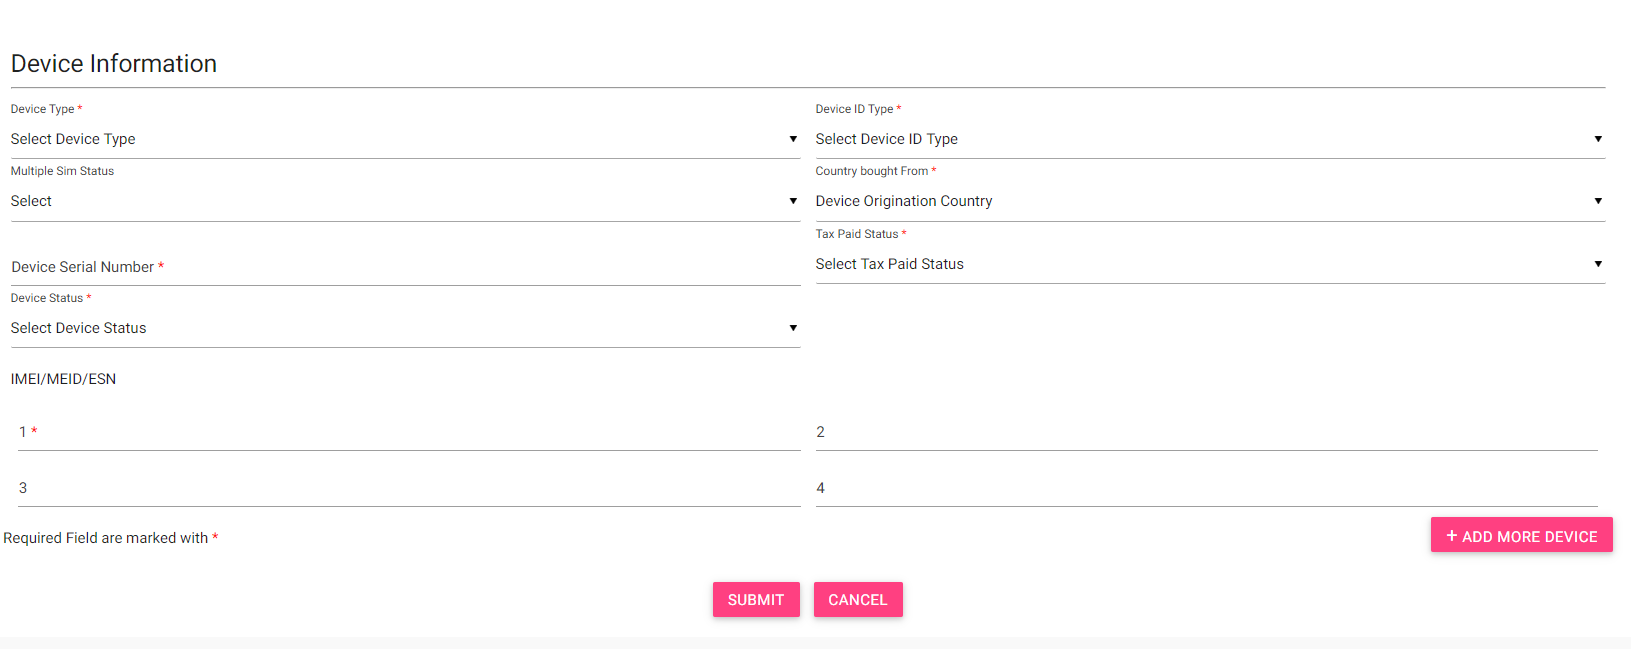 Device Information
Device Type *
Device ID Type *
Select Device Type
Select Device ID Type
Multiple Sim Status
Country bought From *
Select
Device Origination Country
Tax Paid Status *
Device Serial Number *
Select Tax Paid Status
Device Status *
Select Device Status
IMEI/MEID/ESN
1 *
2
3
4
Required Field are marked with *
+ ADD MORE DEVICE
SUBMIT
CANCEL